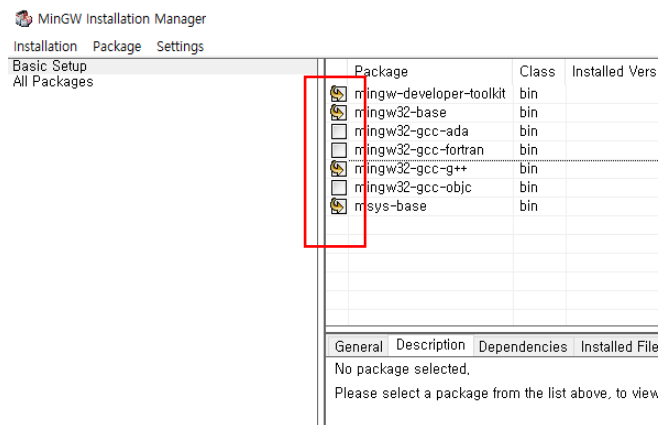 MinGW Installation Manager
Installation Package Settings
Basic Setup
All Packages
Package Class Installed Vers
mingw-developer-toolkit bin
mingw32-base bin
mingw32-gcc-ada bin
mingw32-gcc-fortran bin
mingw32-gcc-g++ bin
mingw32-gcc-objc bin
msys-base bin
General Description Dependencies Installed File
No package selected.
Please select a package from the list above, to view